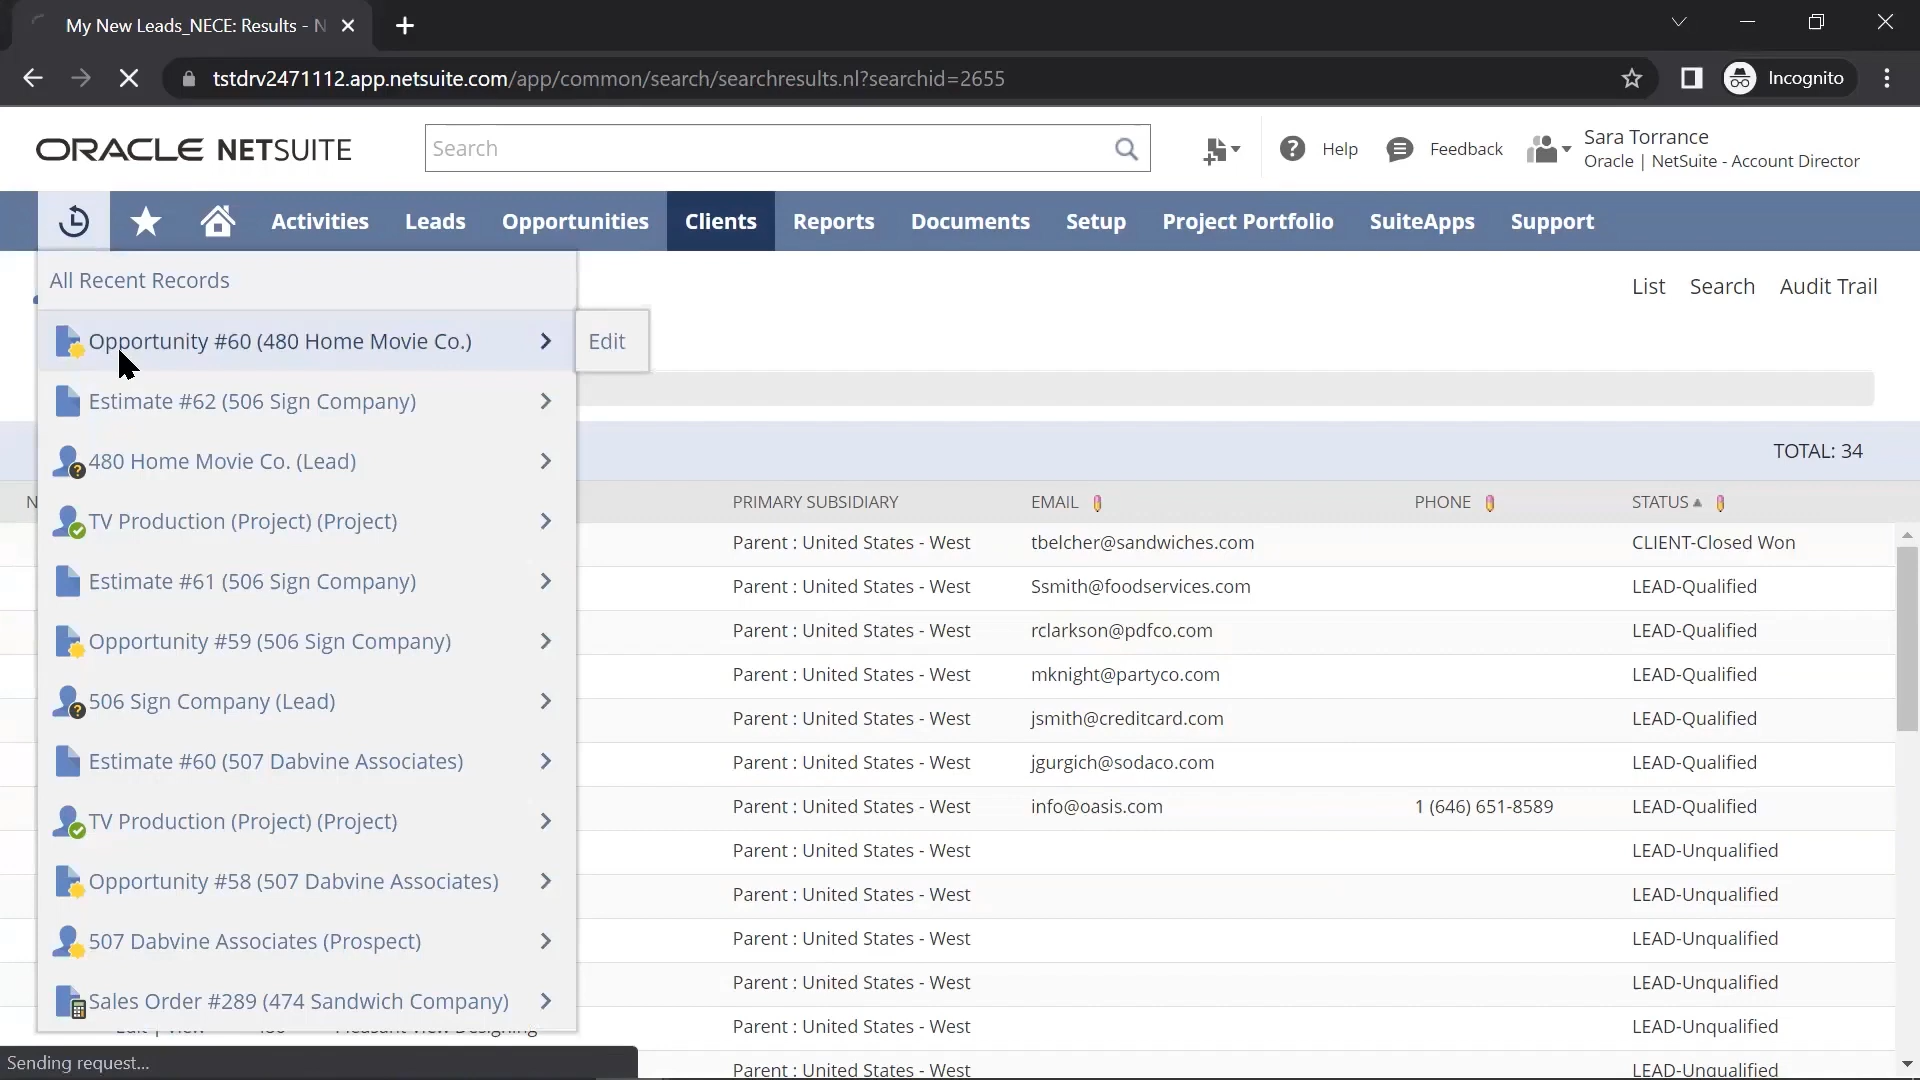 My New Leads_NECE: Results - N
tstdrv2471112.app.netsuite.com/app/common/search/searchresults.nl?searchid=2655
Incognito
ORACLE NETSUITE
Search
Help
Feedback
Sara Torrance
Oracle | NetSuite - Account Director
Activities Leads Opportunities Clients Reports Documents Setup Project Portfolio SuiteApps Support
All Recent Records
List Search Audit Trail
Opportunity #60 (480 Home Movie Co.)
Edit
Estimate #62 (506 Sign Company)
480 Home Movie Co. (Lead)
TV Production (Project) (Project)
Estimate #61 (506 Sign Company)
Opportunity #59 (506 Sign Company)
506 Sign Company (Lead)
Estimate #60 (507 Dabvine Associates)
TV Production (Project) (Project)
Opportunity #58 (507 Dabvine Associates)
507 Dabvine Associates (Prospect)
Sales Order #289 (474 Sandwich Company)
TOTAL: 34
PRIMARY SUBSIDIARY EMAIL PHONE STATUS
Parent : United States - West tbelcher@sandwiches.com CLIENT-Closed Won
Parent : United States - West Ssmith@foodservices.com LEAD-Qualified
Parent : United States - West rclarkson@pdfco.com LEAD-Qualified
Parent : United States - West mknight@partyco.com LEAD-Qualified
Parent : United States - West jsmith@creditcard.com LEAD-Qualified
Parent : United States - West jgurgich@sodaco.com LEAD-Qualified
Parent : United States - West info@oasis.com 1 (646) 651-8589 LEAD-Qualified
Parent : United States - West LEAD-Unqualified
Parent : United States - West LEAD-Unqualified
Parent : United States - West LEAD-Unqualified
Parent : United States - West LEAD-Unqualified
Parent : United States - West LEAD-Unqualified
Parent : United States - West LEAD-Unqualified
Sending request...